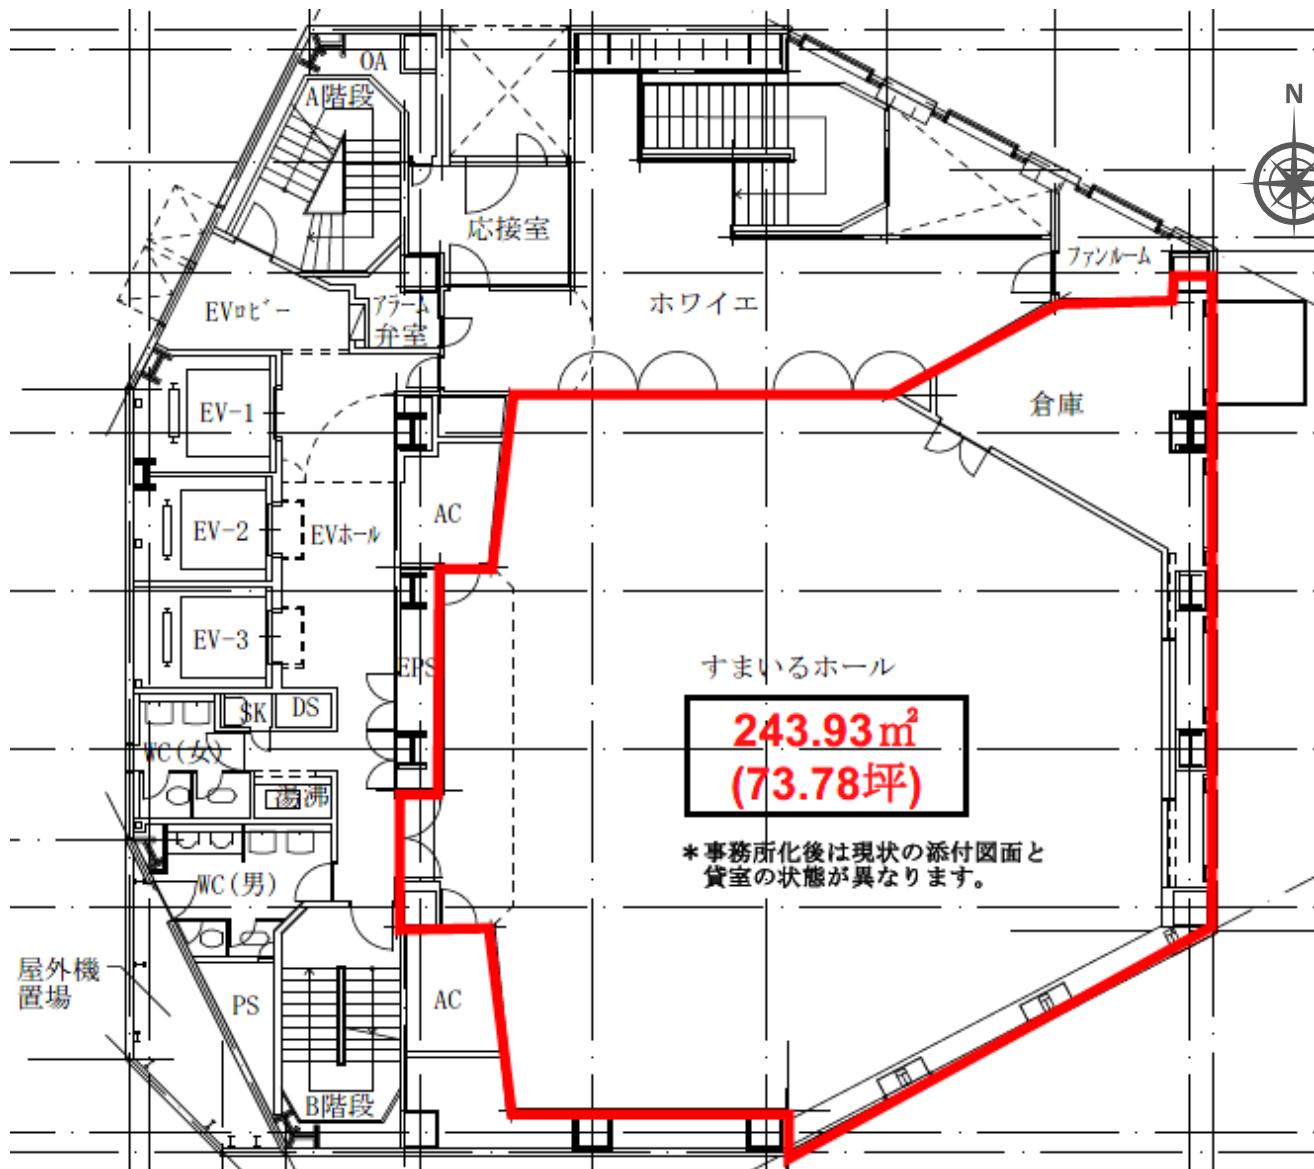 OA
A階段
N
応接室
ファンルーム
EVロビー
アラーム
弁室
ホワイエ
EV-1
倉庫
AC
EV-2
EVホール
EV-3
EPS
すまいるホール
SK
DS
243.93㎡
(73.78坪)
WC(女)
湯沸
*事務所化後は現状の添付図面と
貸室の状態が異なります。
WC(男)
屋外機
置場
PS
AC
B階段